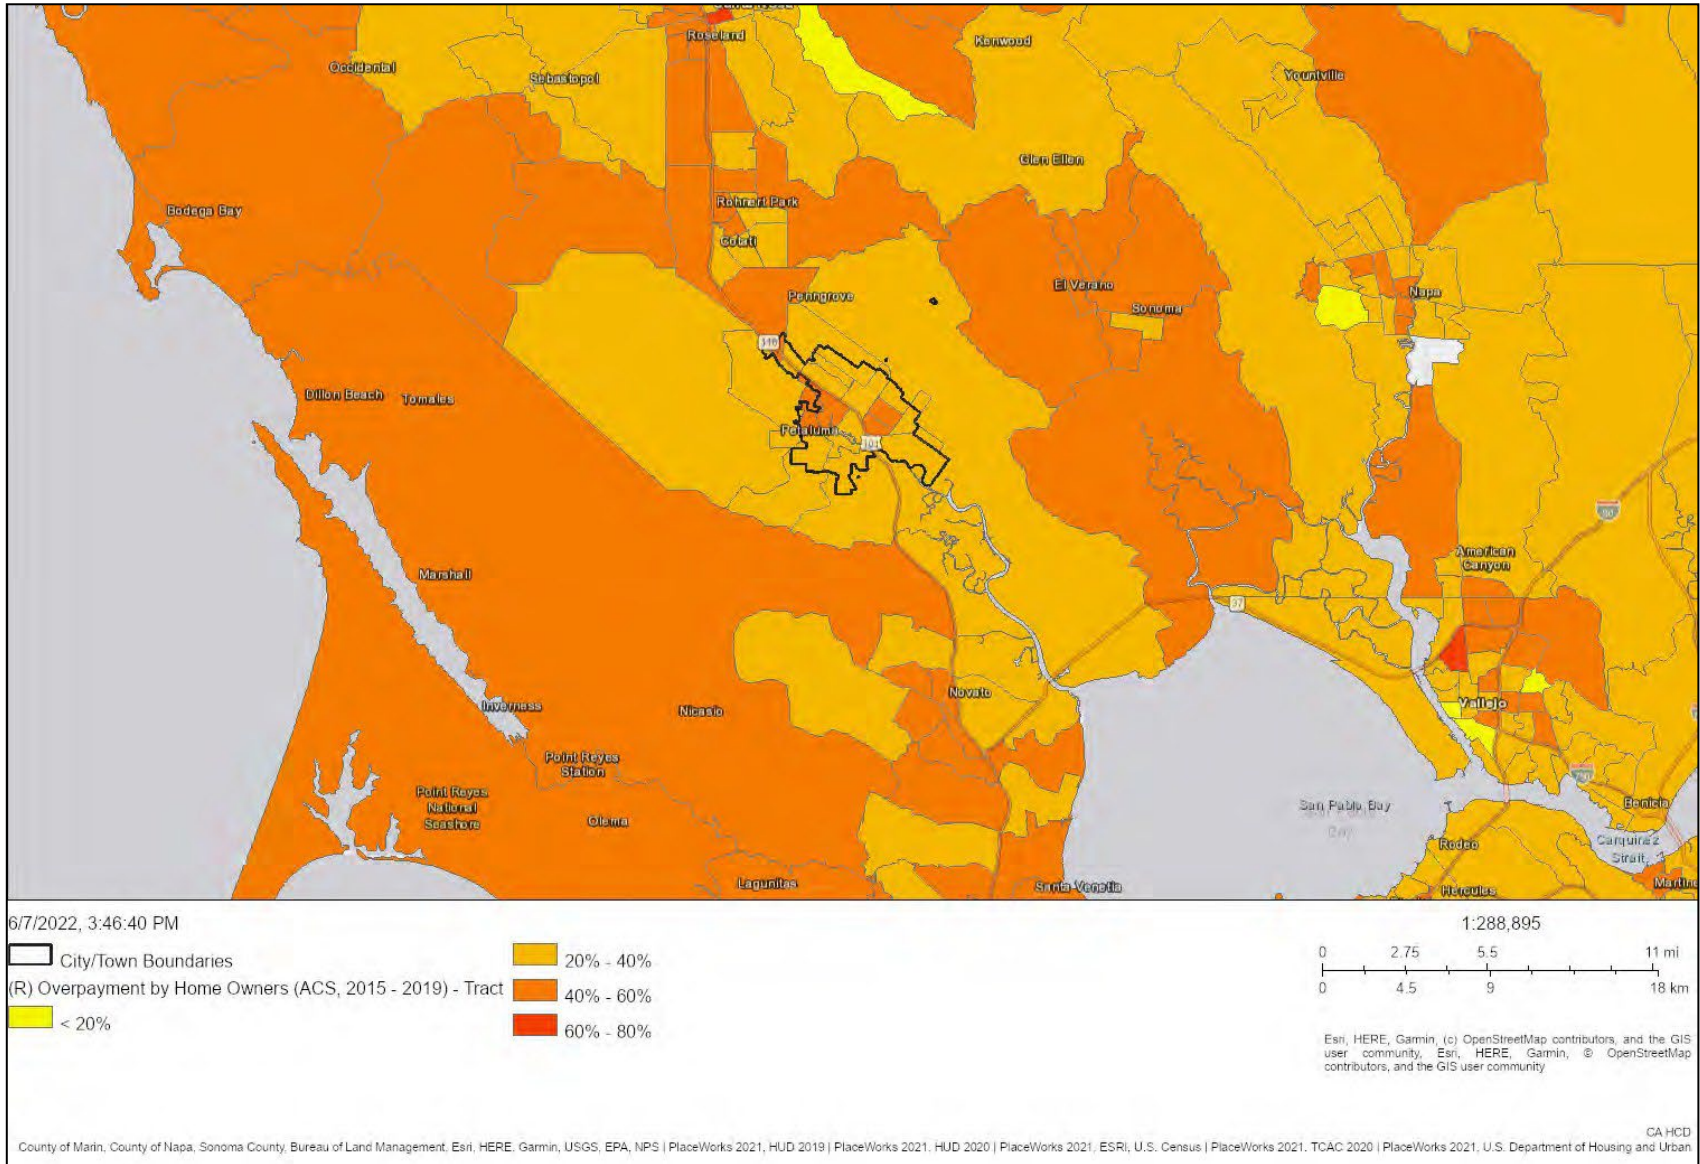 Roseland
Kenwood
Occidental
Sebastopol
Yountville
Glen Ellen
Bodega Bay
Rohnert Park
Cotati
El Verano
Napa
Penngrove
Sonoma
116
Dillon Beach
Tomales
Petaluma
101
80
American
Canyon
Marshall
37
Novato
Vallejo
Inverness
Nicasio
Point Reyes
Station
780
Point Reyes
National
Seashore
Olema
San Pablo Bay
Benicia
Carquinez
Strait
Rodeo
Lagunitas
Santa Venetia
Hercules
Martinez
6/7/2022, 3:46:40 PM
City/Town Boundaries
(R) Overpayment by Home Owners (ACS, 2015 - 2019) - Tract
< 20%
20% - 40%
40% - 60%
60% - 80%
1:288,895
0 2.75 5.5 11 mi
0 4.5 9 18 km
Esri, HERE, Garmin, (c) OpenStreetMap contributors, and the GIS
user community, Esri, HERE, Garmin, © OpenStreetMap
contributors, and the GIS user community
CA HCD
County of Marin, County of Napa, Sonoma County, Bureau of Land Management, Esri, HERE, Garmin, USGS, EPA, NPS | PlaceWorks 2021, HUD 2019 | PlaceWorks 2021, HUD 2020 | PlaceWorks 2021, ESRI, U.S. Census | PlaceWorks 2021, TCAC 2020 | PlaceWorks 2021, U.S. Department of Housing and Urban